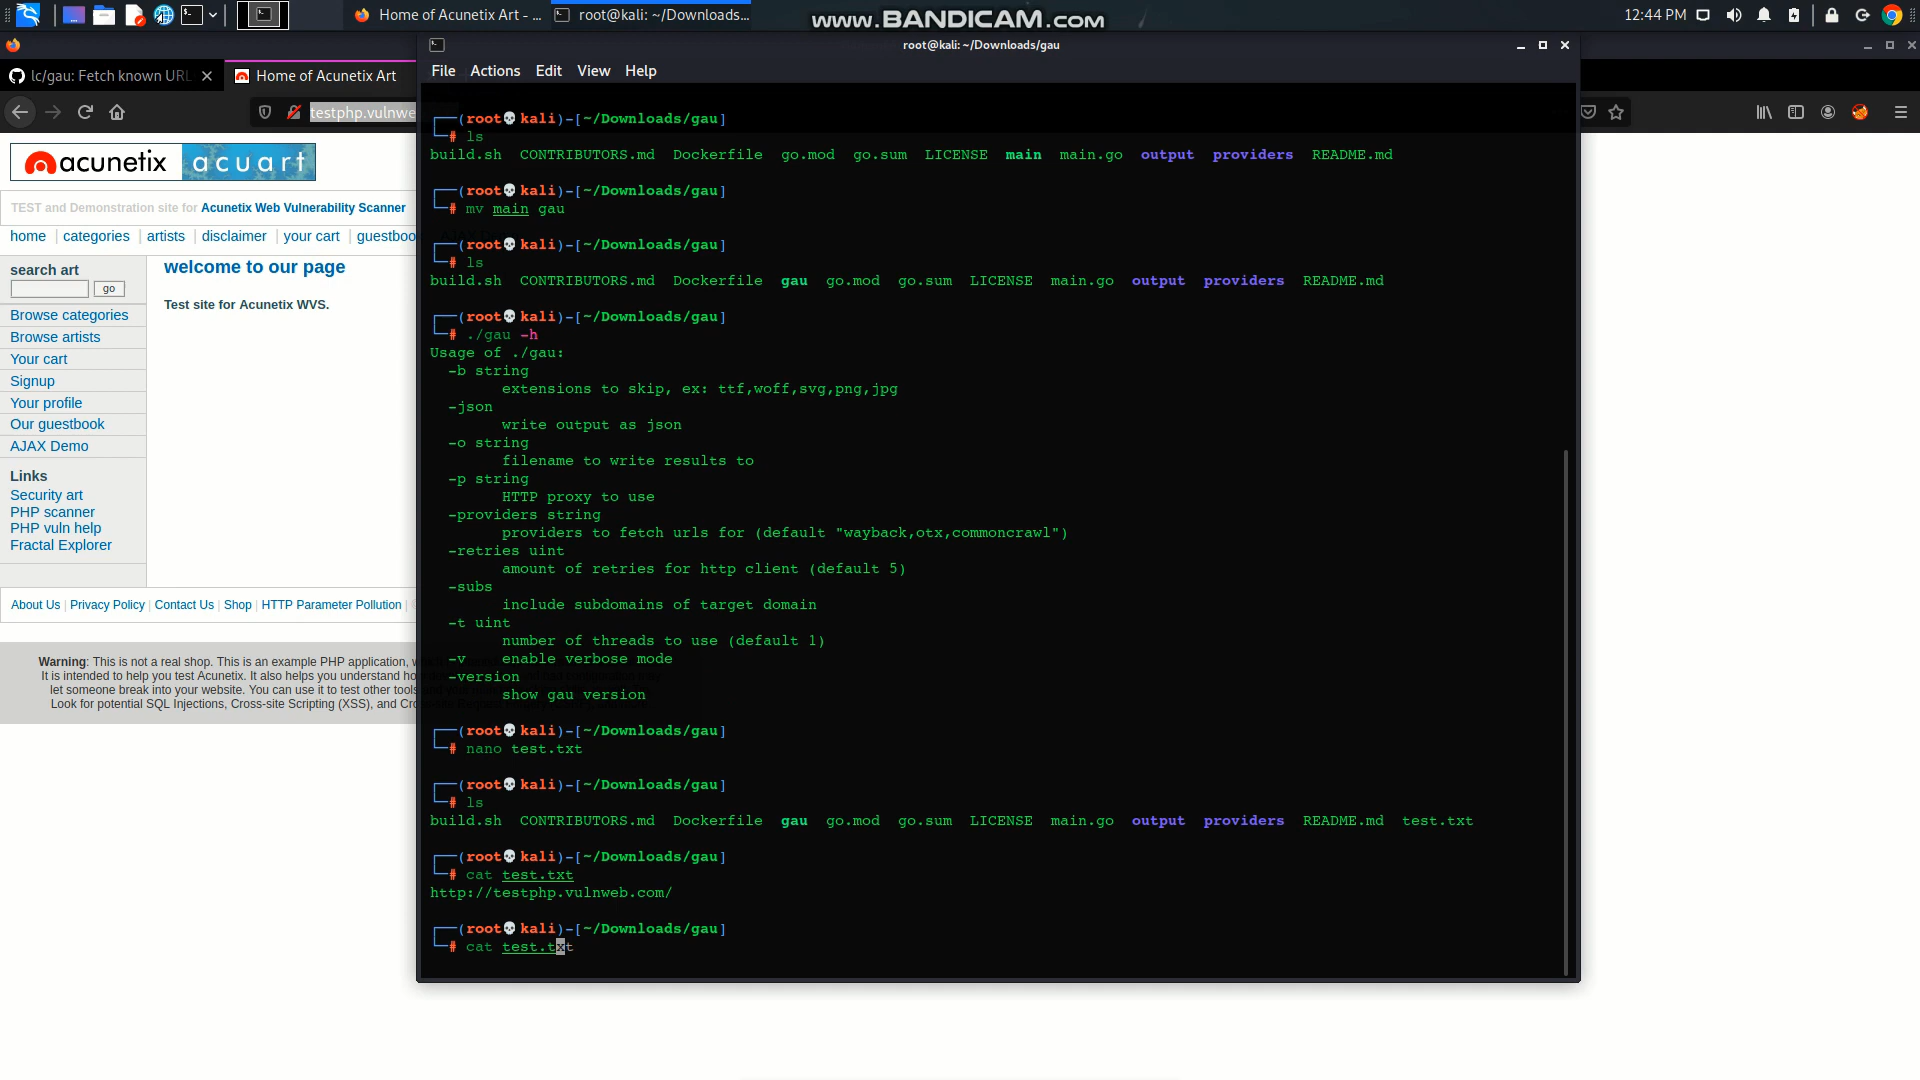 Home of Acunetix Art - ...
root@kali: ~/Downloads...
www.BANDICAM.com
12:44 PM
root@kali: ~/Downloads/gau
lc/gau: Fetch known URL
Home of Acunetix Art
testphp.vulnwe
File Actions Edit View Help
acunetix acuart
TEST and Demonstration site for Acunetix Web Vulnerability Scanner
home | categories | artists | disclaimer | your cart | guestboo
search art
go
Browse categories
Browse artists
Your cart
Signup
Your profile
Our guestbook
AJAX Demo
Links
Security art
PHP scanner
PHP vuln help
Fractal Explorer
welcome to our page
Test site for Acunetix WVS.
About Us | Privacy Policy | Contact Us | Shop | HTTP Parameter Pollution |
Warning: This is not a real shop. This is an example PHP application,
It is intended to help you test Acunetix. It also helps you understand
let someone break into your website. You can use it to test other tools
Look for potential SQL Injections, Cross-site Scripting (XSS), and
(root💀kali)-[~/Downloads/gau]
# ls
build.sh CONTRIBUTORS.md Dockerfile go.mod go.sum LICENSE main main.go output providers README.md
(root💀kali)-[~/Downloads/gau]
# mv main gau
(root💀kali)-[~/Downloads/gau]
# ls
build.sh CONTRIBUTORS.md Dockerfile gau go.mod go.sum LICENSE main.go output providers README.md
(root💀kali)-[~/Downloads/gau]
# ./gau -h
Usage of ./gau:
-b string
extensions to skip, ex: ttf,woff,svg,png,jpg
-json
write output as json
-o string
filename to write results to
-p string
HTTP proxy to use
-providers string
providers to fetch urls for (default "wayback,otx,commoncrawl")
-retries uint
amount of retries for http client (default 5)
-subs
include subdomains of target domain
-t uint
number of threads to use (default 1)
-v enable verbose mode
-version
show gau version
(root💀kali)-[~/Downloads/gau]
# nano test.txt
(root💀kali)-[~/Downloads/gau]
# ls
build.sh CONTRIBUTORS.md Dockerfile gau go.mod go.sum LICENSE main.go output providers README.md test.txt
(root💀kali)-[~/Downloads/gau]
# cat test.txt
http://testphp.vulnweb.com/
(root💀kali)-[~/Downloads/gau]
# cat test.txt